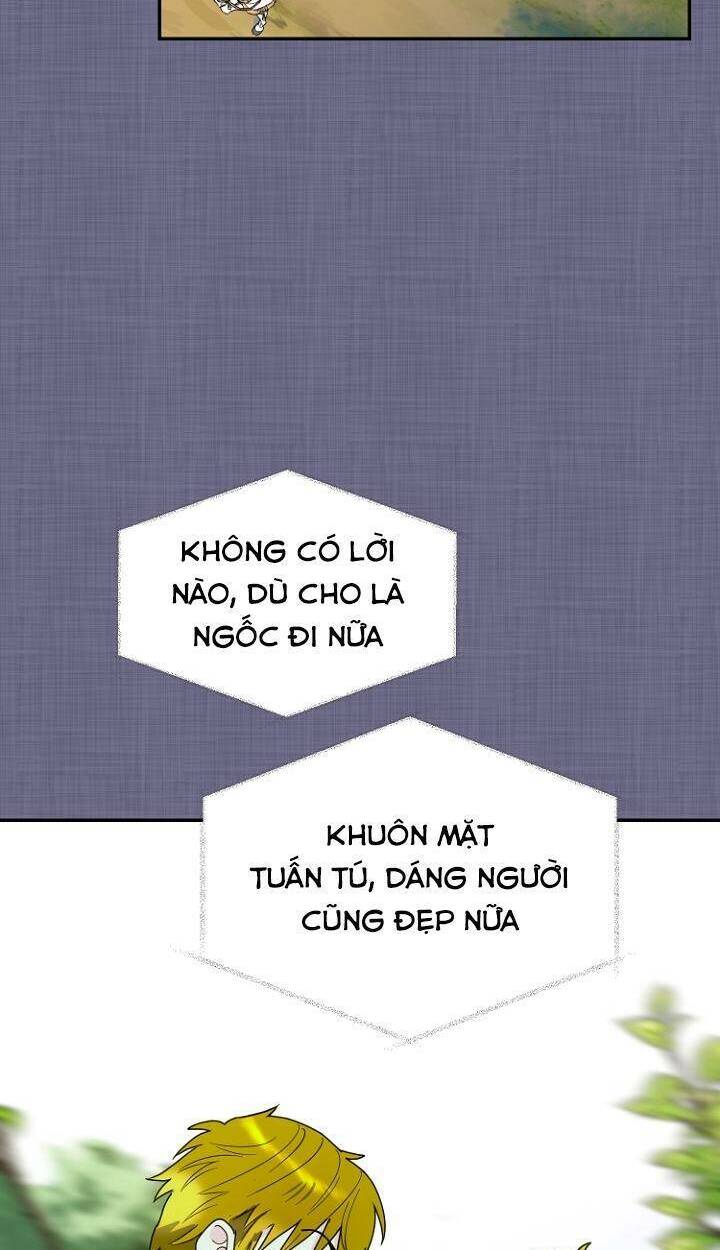 KHÔNG CÓ LỜI
NÀO, DÙ CHO LÀ
NGỐC ĐI NỮA
KHUÔN MẶT
TUẤN TÚ, DÁNG NGƯỜI
CŨNG ĐẸP NỮA